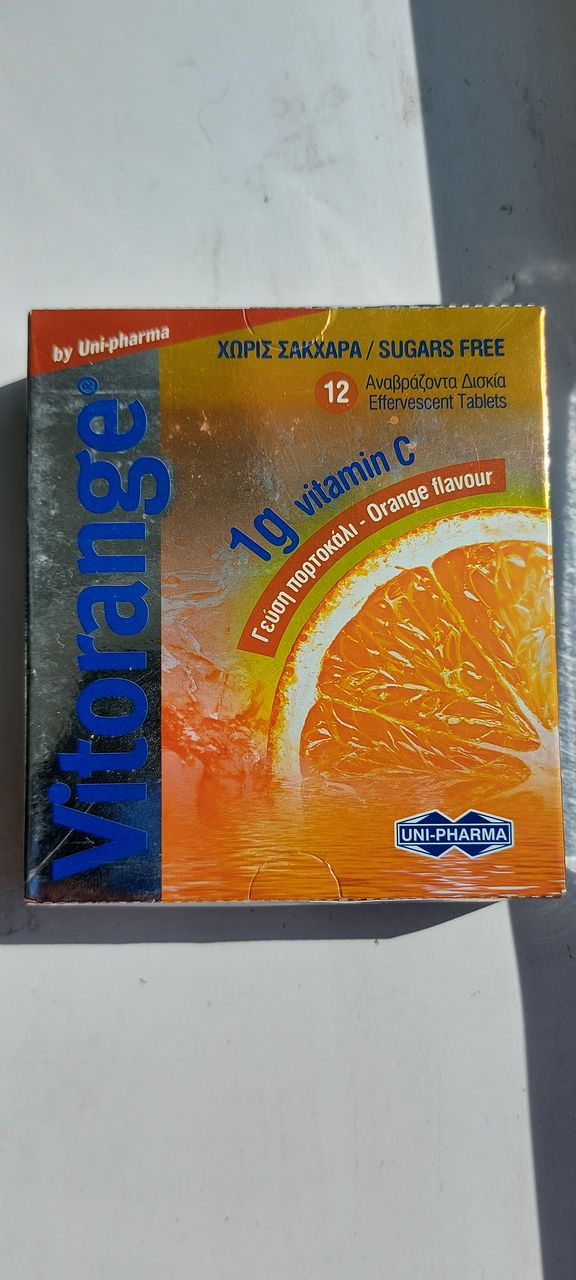 by Uni-pharma
Vitorange®
ΧΩΡΙΣ ΣΑΚΧΑΡΑ / SUGARS FREE
12 Αναβράζοντα Δισκία
Effervescent Tablets
1g vitamin C
Γεύση πορτοκάλι - Orange flavour
UNI-PHARMA